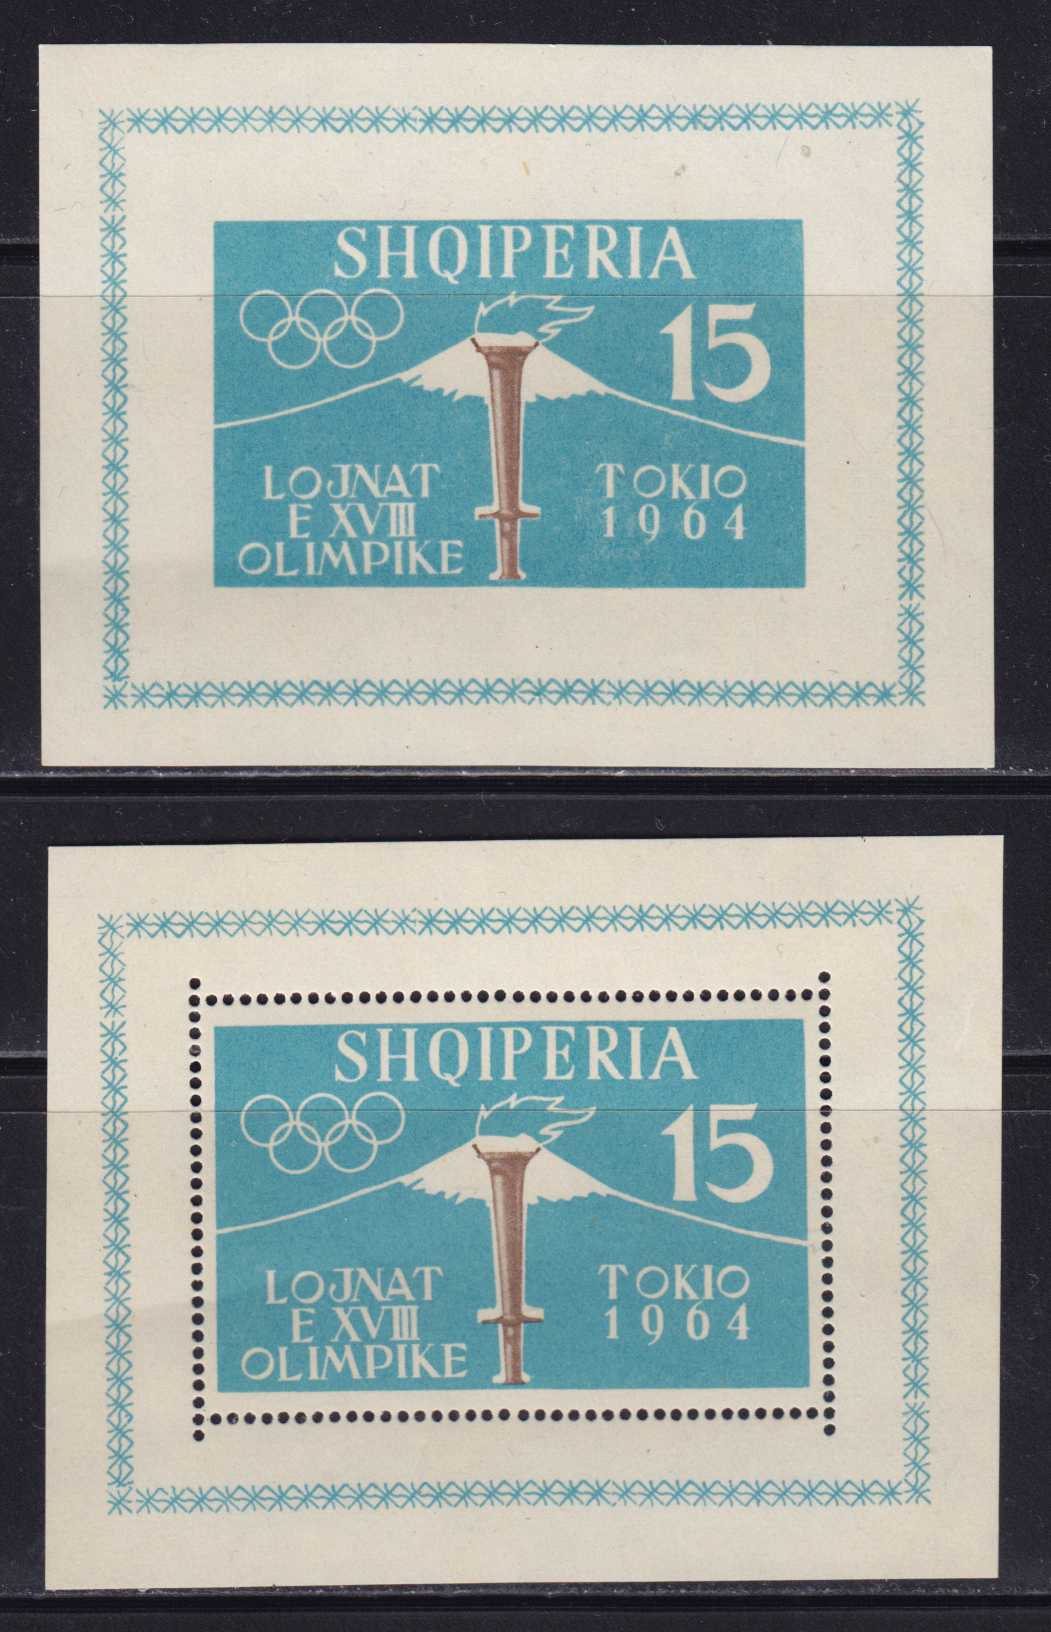 SHQIPERIA
15
LOJNAT
E XVIII
OLIMPIKE
TOKIO
1964
SHQIPERIA
15
LOJNAT
E XVIII
OLIMPIKE
TOKIO
1964